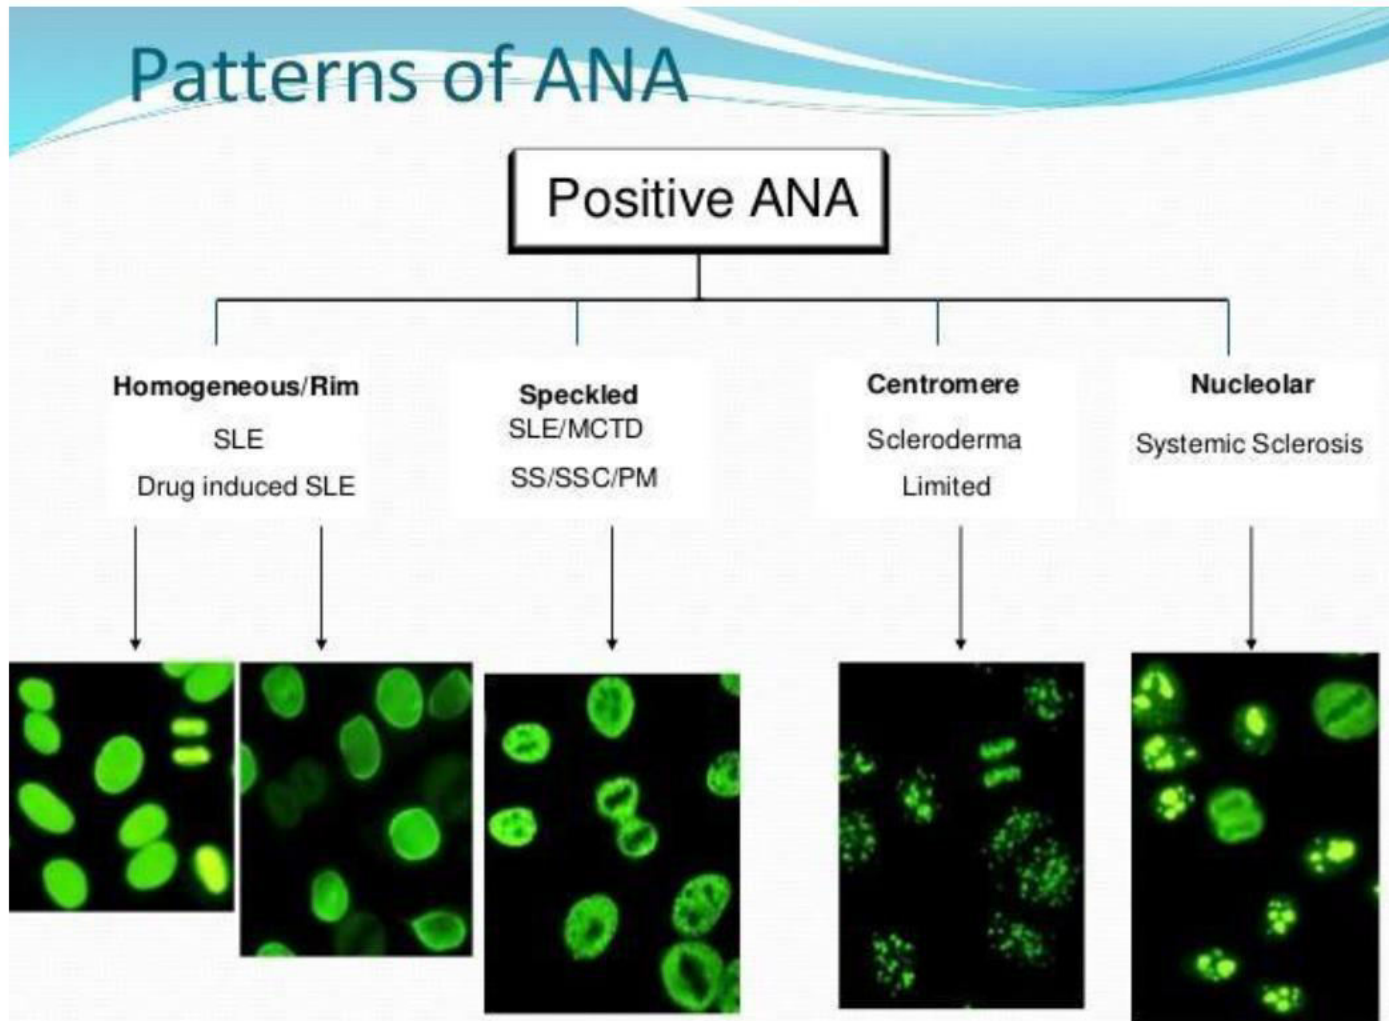 Patterns of ANA
Positive ANA
Homogeneous/Rim
SLE
Drug induced SLE
Speckled
SLE/MCTD
SS/SSC/PM
Centromere
Scleroderma
Limited
Nucleolar
Systemic Sclerosis